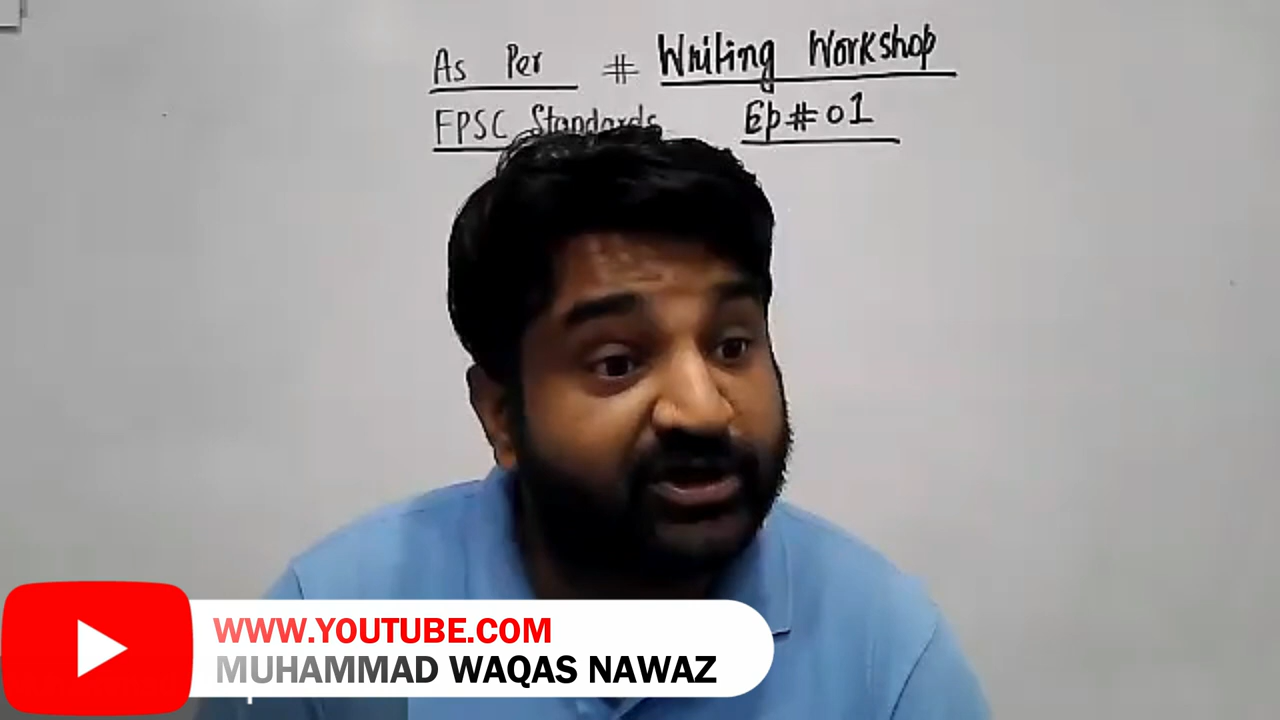 As Per # Writing Workshop
FPSC Standards Ep#01
WWW.YOUTUBE.COM
MUHAMMAD WAQAS NAWAZ